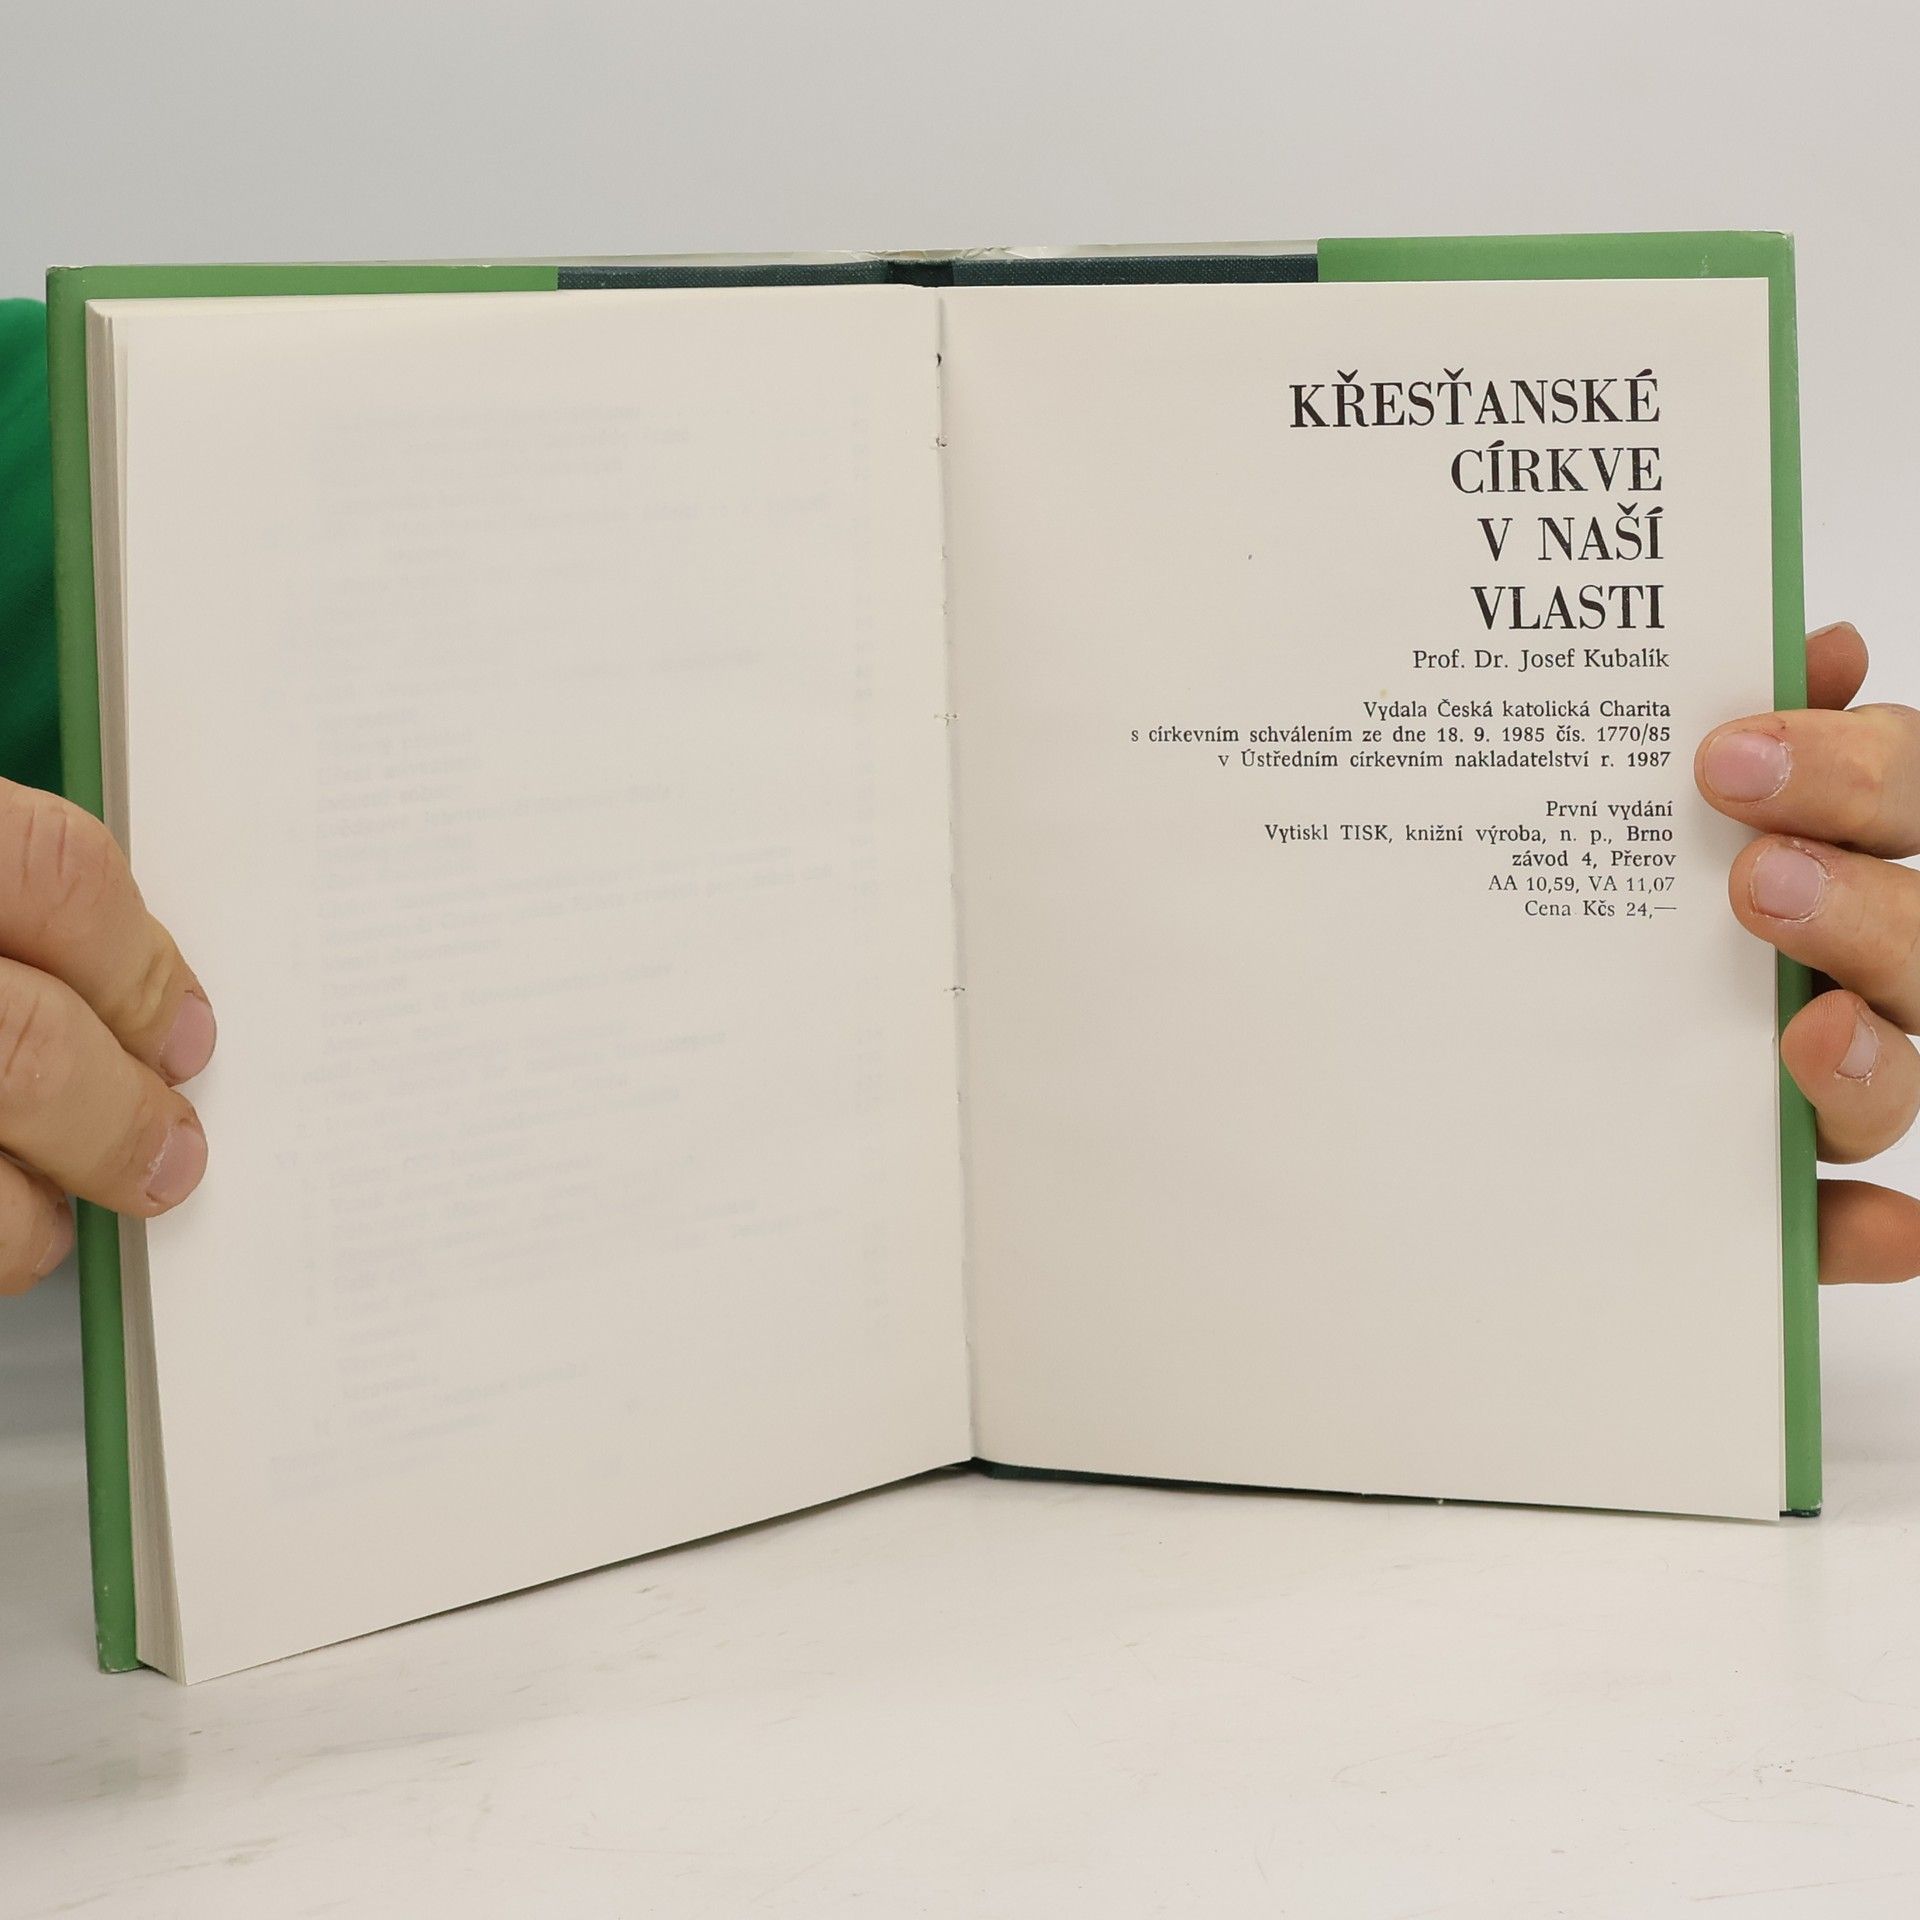 KŘESŤANSKÉ
CÍRKVE
V NAŠÍ
VLASTI
Prof. Dr. Josef Kubalík
Vydala Česká katolická Charita
s církevním schválením ze dne 18. 9. 1985 čís. 1770/85
v Ústředním církevním nakladatelství r. 1987
První vydání
Vytiskl TISK, knižní výroba, n. p., Brno
závod 4, Přerov
AA 10,59, VA 11,07
Cena Kčs 24,—